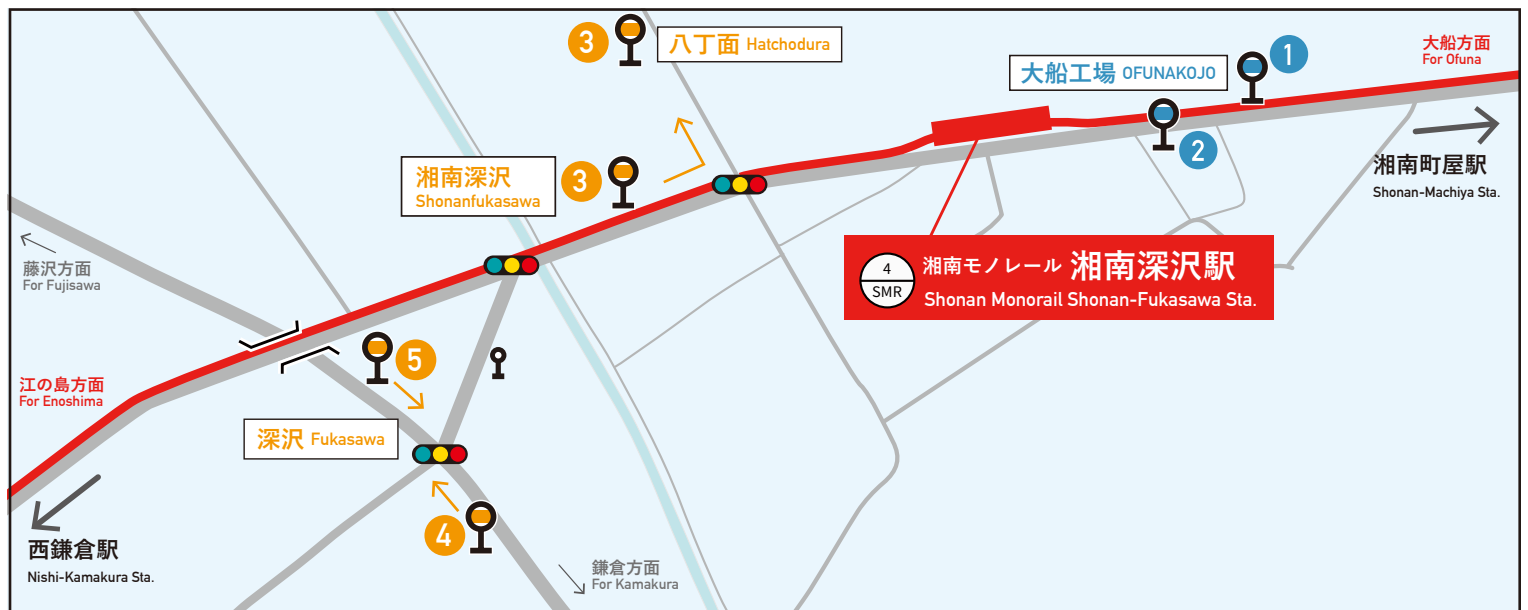 3
八丁面 Hatchodura
大船工場 OFUNAKOJO
1
大船方面
For Ofuna
2
湘南町屋駅
Shonan-Machiya Sta.
湘南深沢
Shonanfukasawa
3
4
SMR
湘南モノレール 湘南深沢駅
Shonan Monorail Shonan-Fukasawa Sta.
藤沢方面
For Fujisawa
5
江の島方面
For Enoshima
深沢 Fukasawa
4
西鎌倉駅
Nishi-Kamakura Sta.
鎌倉方面
For Kamakura